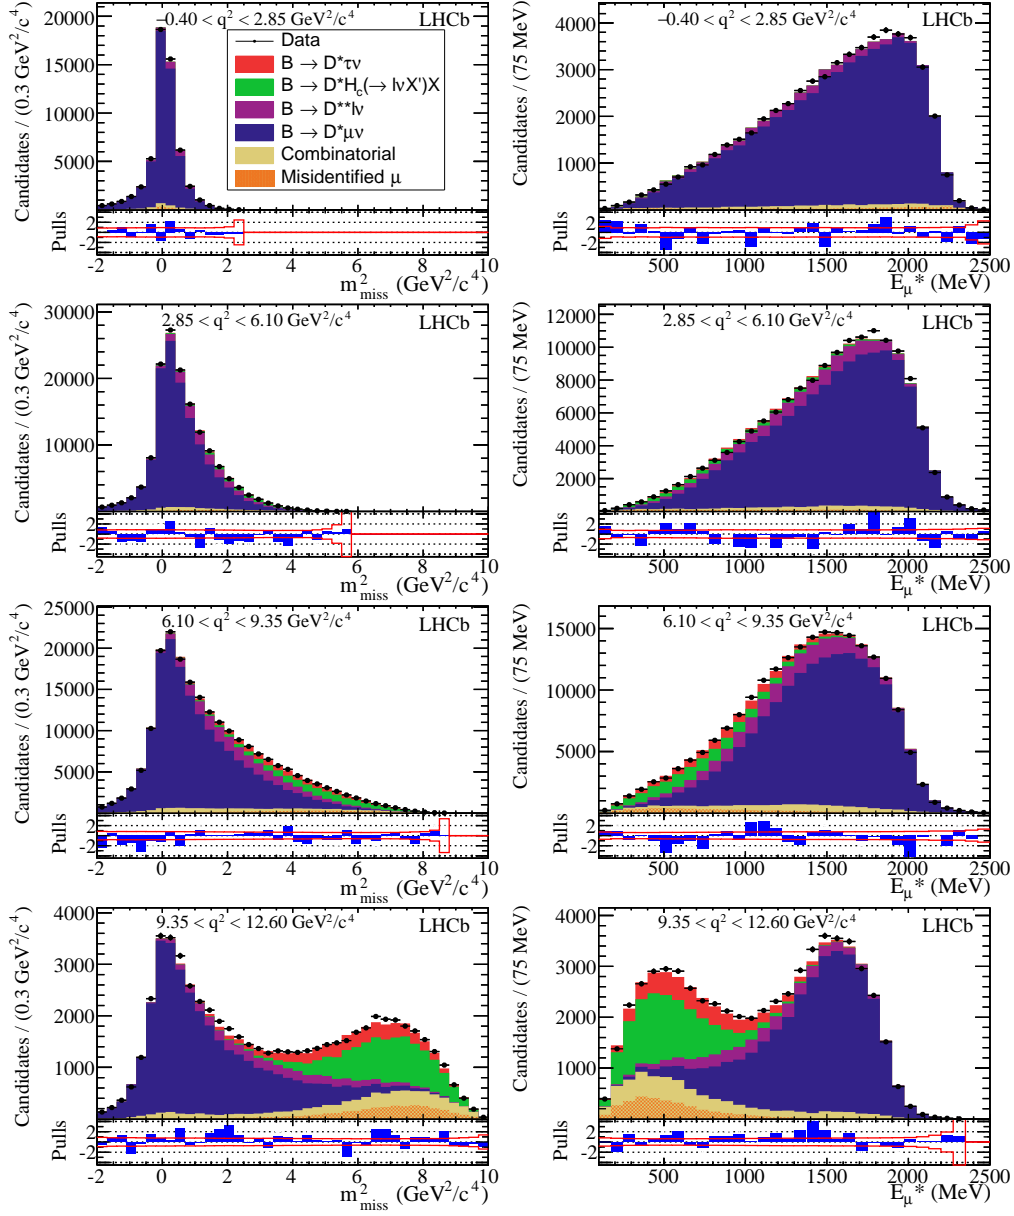 Candidates / (0.3 GeV²/c⁴)
20000
15000
10000
5000
0
−0.40 < q² < 2.85 GeV²/c⁴
LHCb
Data
B → D*τν
B → D*H_c(→ lνX')X
B → D**lν
B → D*μν
Combinatorial
Misidentified μ
Pulls
2
-2
-2 0 2 4 6 8 10
m²_miss (GeV²/c⁴)
Candidates / (75 MeV)
4000
3000
2000
1000
−0.40 < q² < 2.85 GeV²/c⁴
LHCb
Pulls
2
-2
500 1000 1500 2000 2500
E_μ* (MeV)
Candidates / (0.3 GeV²/c⁴)
30000
20000
10000
2.85 < q² < 6.10 GeV²/c⁴
LHCb
Pulls
2
-2
-2 0 2 4 6 8 10
m²_miss (GeV²/c⁴)
Candidates / (75 MeV)
12000
10000
8000
6000
4000
2000
2.85 < q² < 6.10 GeV²/c⁴
LHCb
Pulls
2
-2
500 1000 1500 2000 2500
E_μ* (MeV)
Candidates / (0.3 GeV²/c⁴)
25000
20000
15000
10000
5000
0
6.10 < q² < 9.35 GeV²/c⁴
LHCb
Pulls
2
-2
-2 0 2 4 6 8 10
m²_miss (GeV²/c⁴)
Candidates / (75 MeV)
15000
10000
5000
0
6.10 < q² < 9.35 GeV²/c⁴
LHCb
Pulls
2
-2
500 1000 1500 2000 2500
E_μ* (MeV)
Candidates / (0.3 GeV²/c⁴)
4000
3000
2000
1000
0
9.35 < q² < 12.60 GeV²/c⁴
LHCb
Pulls
2
-2
-2 0 2 4 6 8 10
m²_miss (GeV²/c⁴)
Candidates / (75 MeV)
4000
3000
2000
1000
0
9.35 < q² < 12.60 GeV²/c⁴
LHCb
Pulls
2
-2
500 1000 1500 2000 2500
E_μ* (MeV)